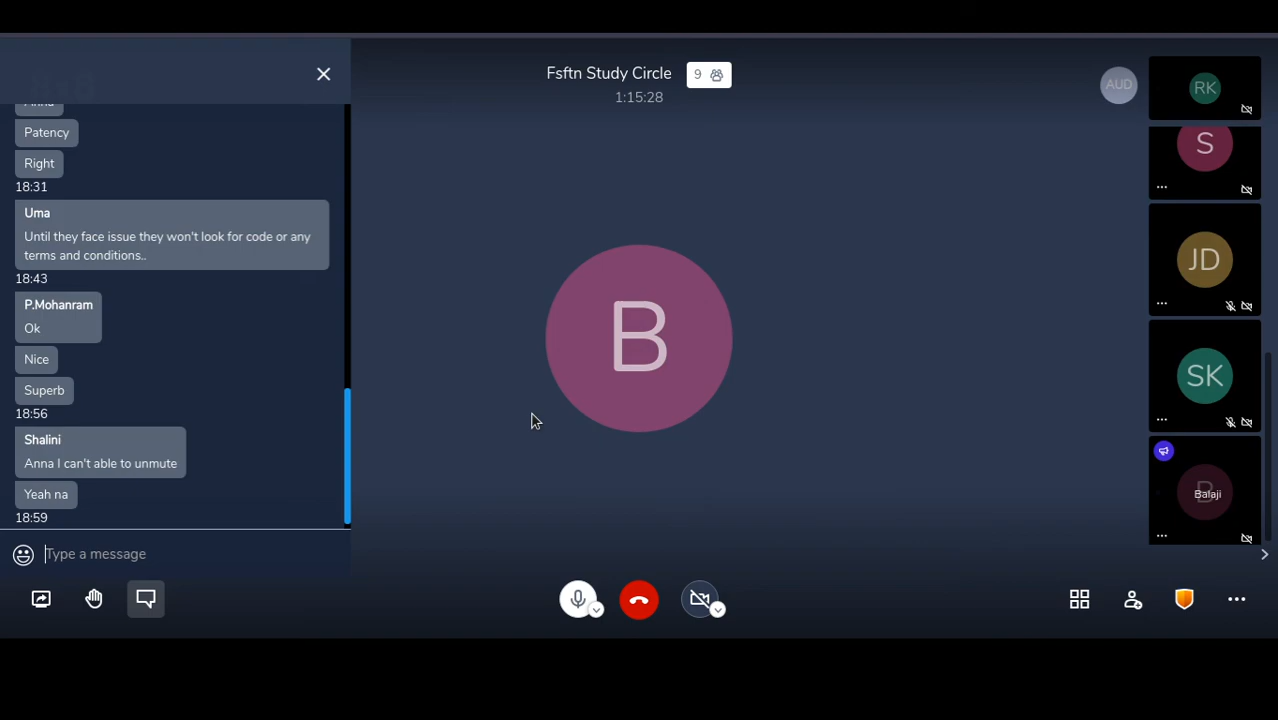 Fsftn Study Circle
9
1:15:28
AUD
RK
Patency
Right
18:31
Uma
Until they face issue they won't look for code or any
terms and conditions..
18:43
P.Mohanram
Ok
Nice
Superb
18:56
Shalini
Anna I can't able to unmute
Yeah na
18:59
Type a message
B
S
JD
SK
Balaji